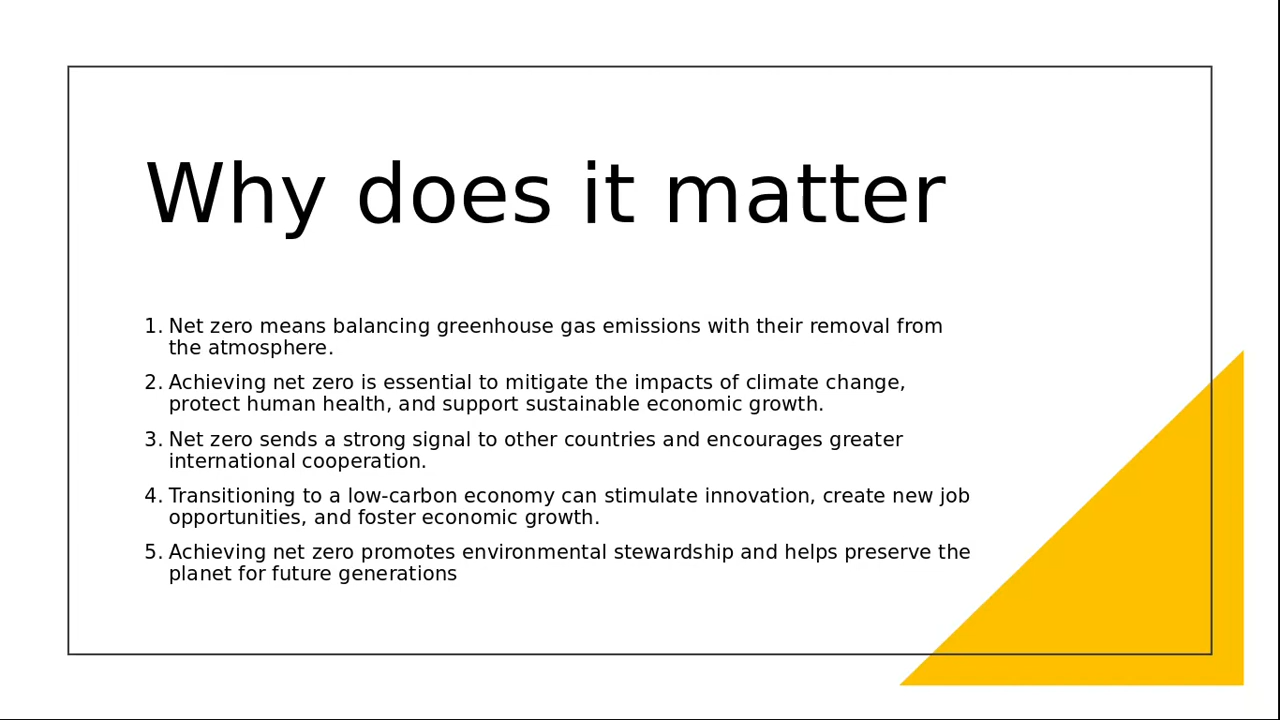 Why does it matter
1. Net zero means balancing greenhouse gas emissions with their removal from
the atmosphere.
2. Achieving net zero is essential to mitigate the impacts of climate change,
protect human health, and support sustainable economic growth.
3. Net zero sends a strong signal to other countries and encourages greater
international cooperation.
4. Transitioning to a low-carbon economy can stimulate innovation, create new job
opportunities, and foster economic growth.
5. Achieving net zero promotes environmental stewardship and helps preserve the
planet for future generations